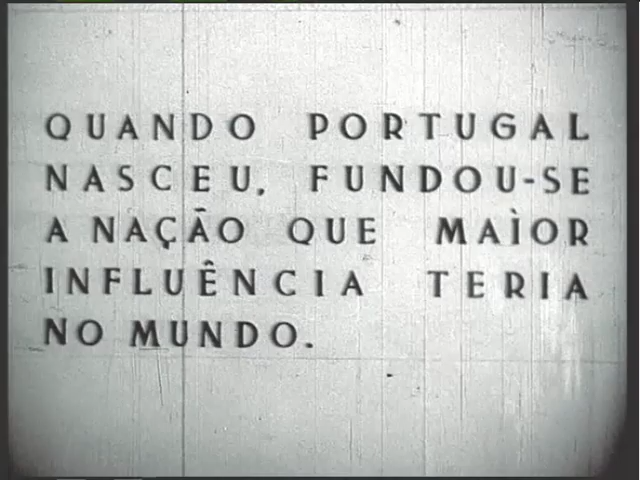 QUANDO PORTUGAL
NASCEU, FUNDOU-SE
A NAÇÃO QUE MAÌOR
INFLUÊNCIA TERIA
NO MUNDO.